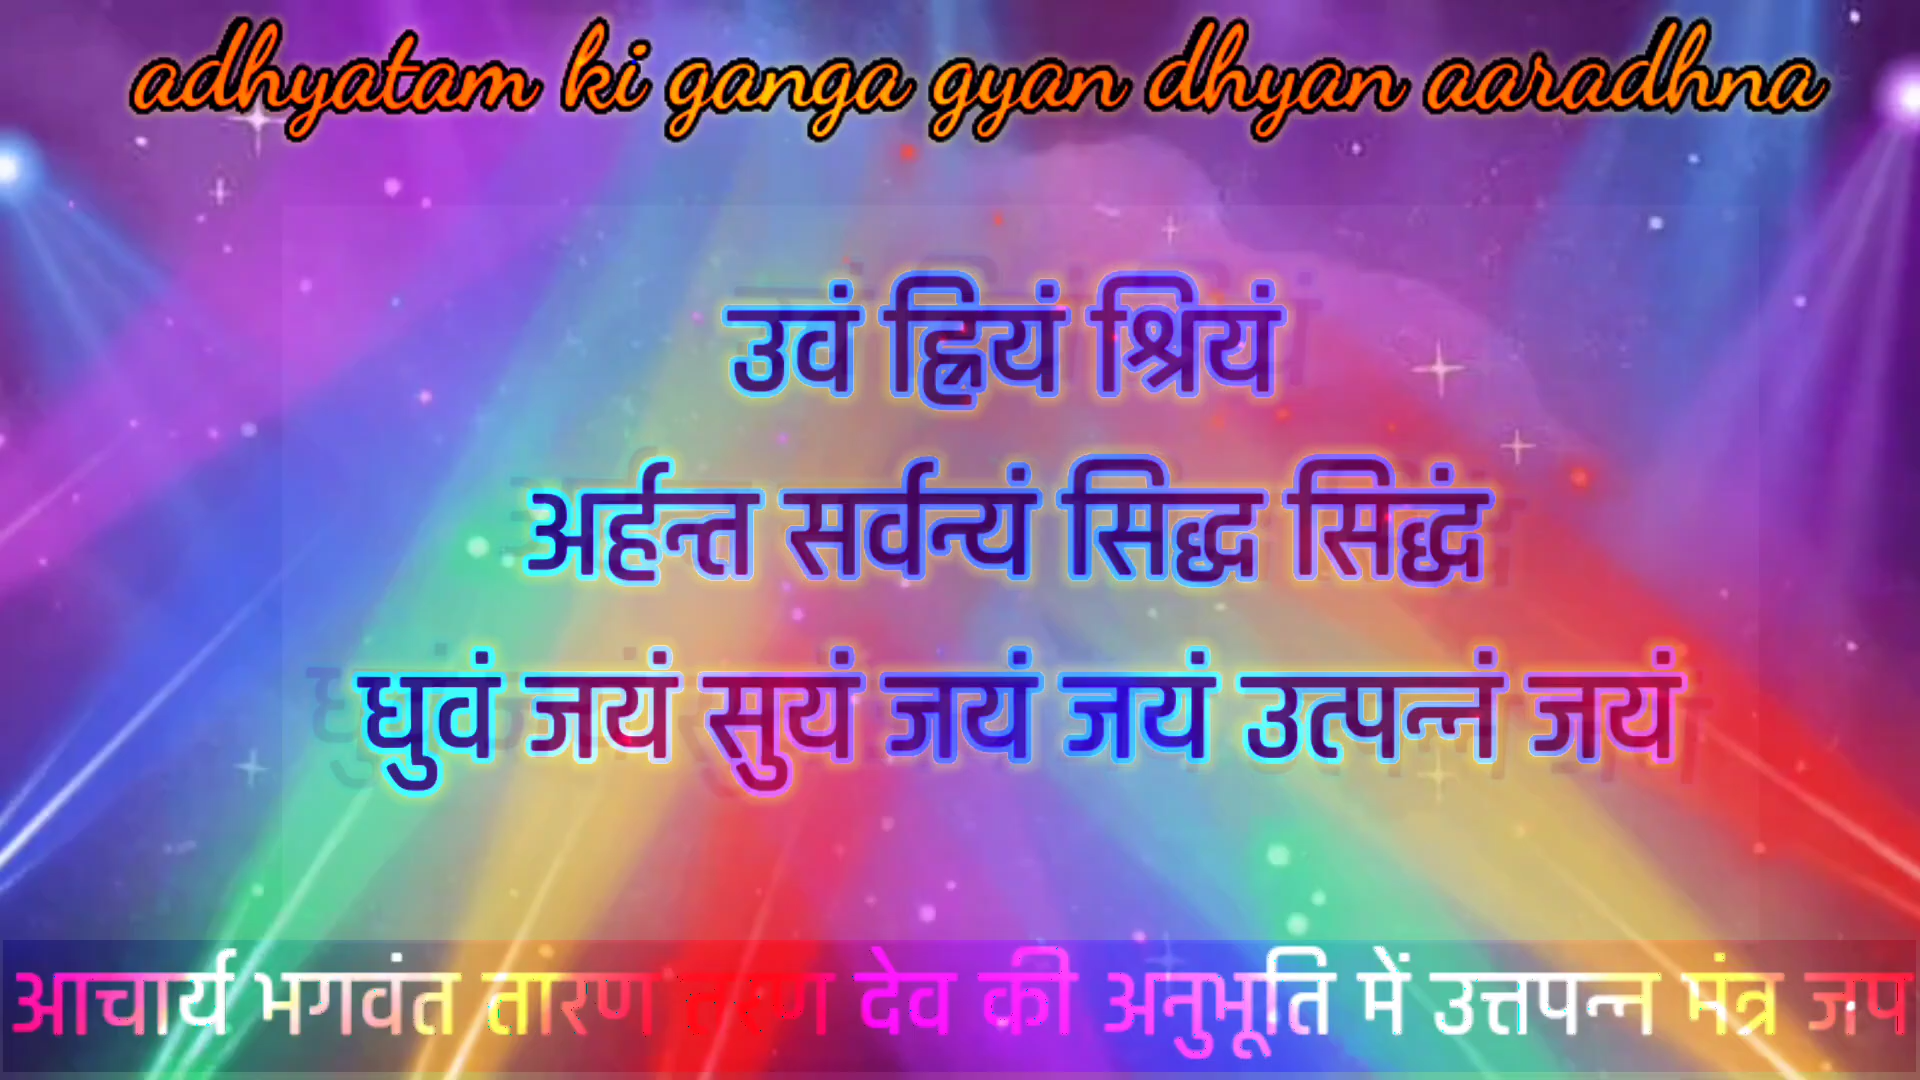 adhyatam ki ganga gyan dhyan aaradhna
उवं ह्रियं श्रियं
अर्हन्त सर्वन्यं सिद्ध सिद्धं
धुवं जयं सुयं जयं जयं उत्पन्नं जयं
आचार्य भगवंत तारण तरण देव की अनुभूति में उत्तपन्न मंत्र जप